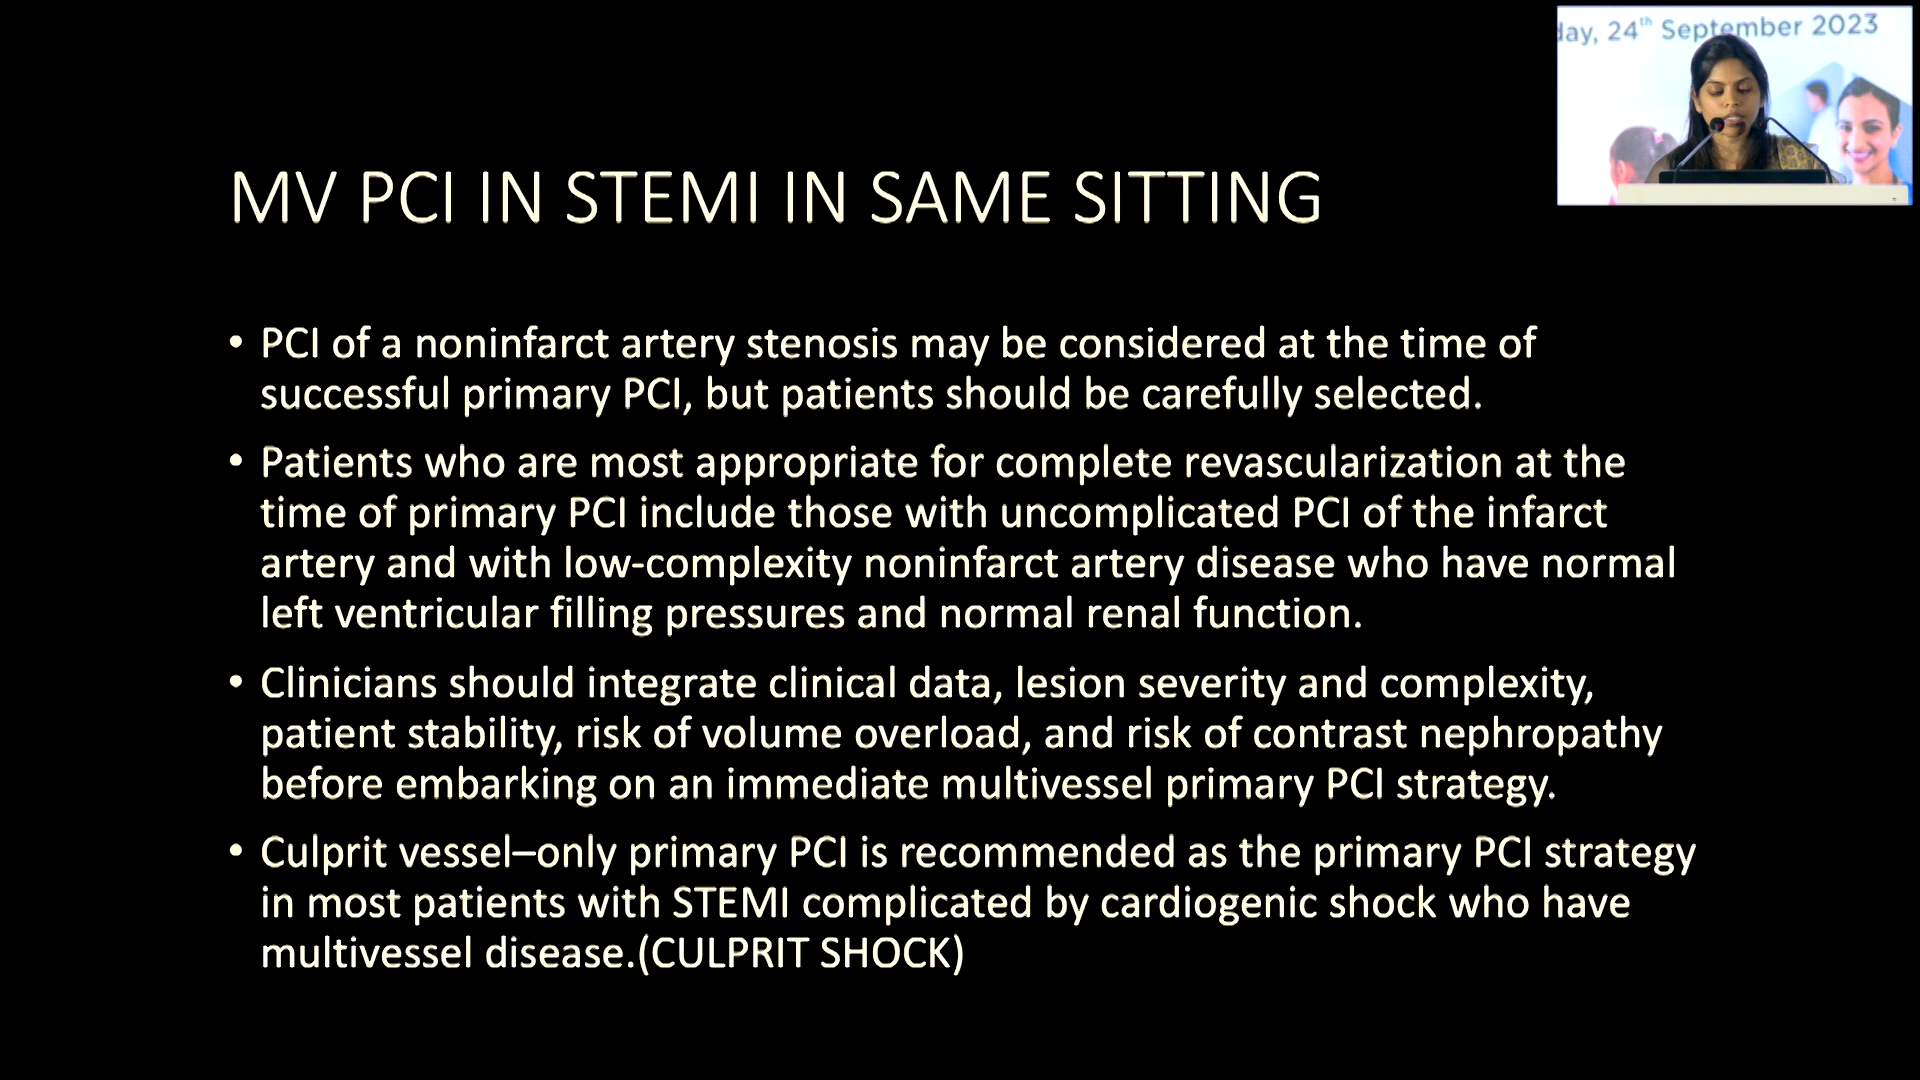 day, 24th September 2023
MV PCI IN STEMI IN SAME SITTING
• PCI of a noninfarct artery stenosis may be considered at the time of
successful primary PCI, but patients should be carefully selected.
• Patients who are most appropriate for complete revascularization at the
time of primary PCI include those with uncomplicated PCI of the infarct
artery and with low-complexity noninfarct artery disease who have normal
left ventricular filling pressures and normal renal function.
• Clinicians should integrate clinical data, lesion severity and complexity,
patient stability, risk of volume overload, and risk of contrast nephropathy
before embarking on an immediate multivessel primary PCI strategy.
• Culprit vessel–only primary PCI is recommended as the primary PCI strategy
in most patients with STEMI complicated by cardiogenic shock who have
multivessel disease.(CULPRIT SHOCK)